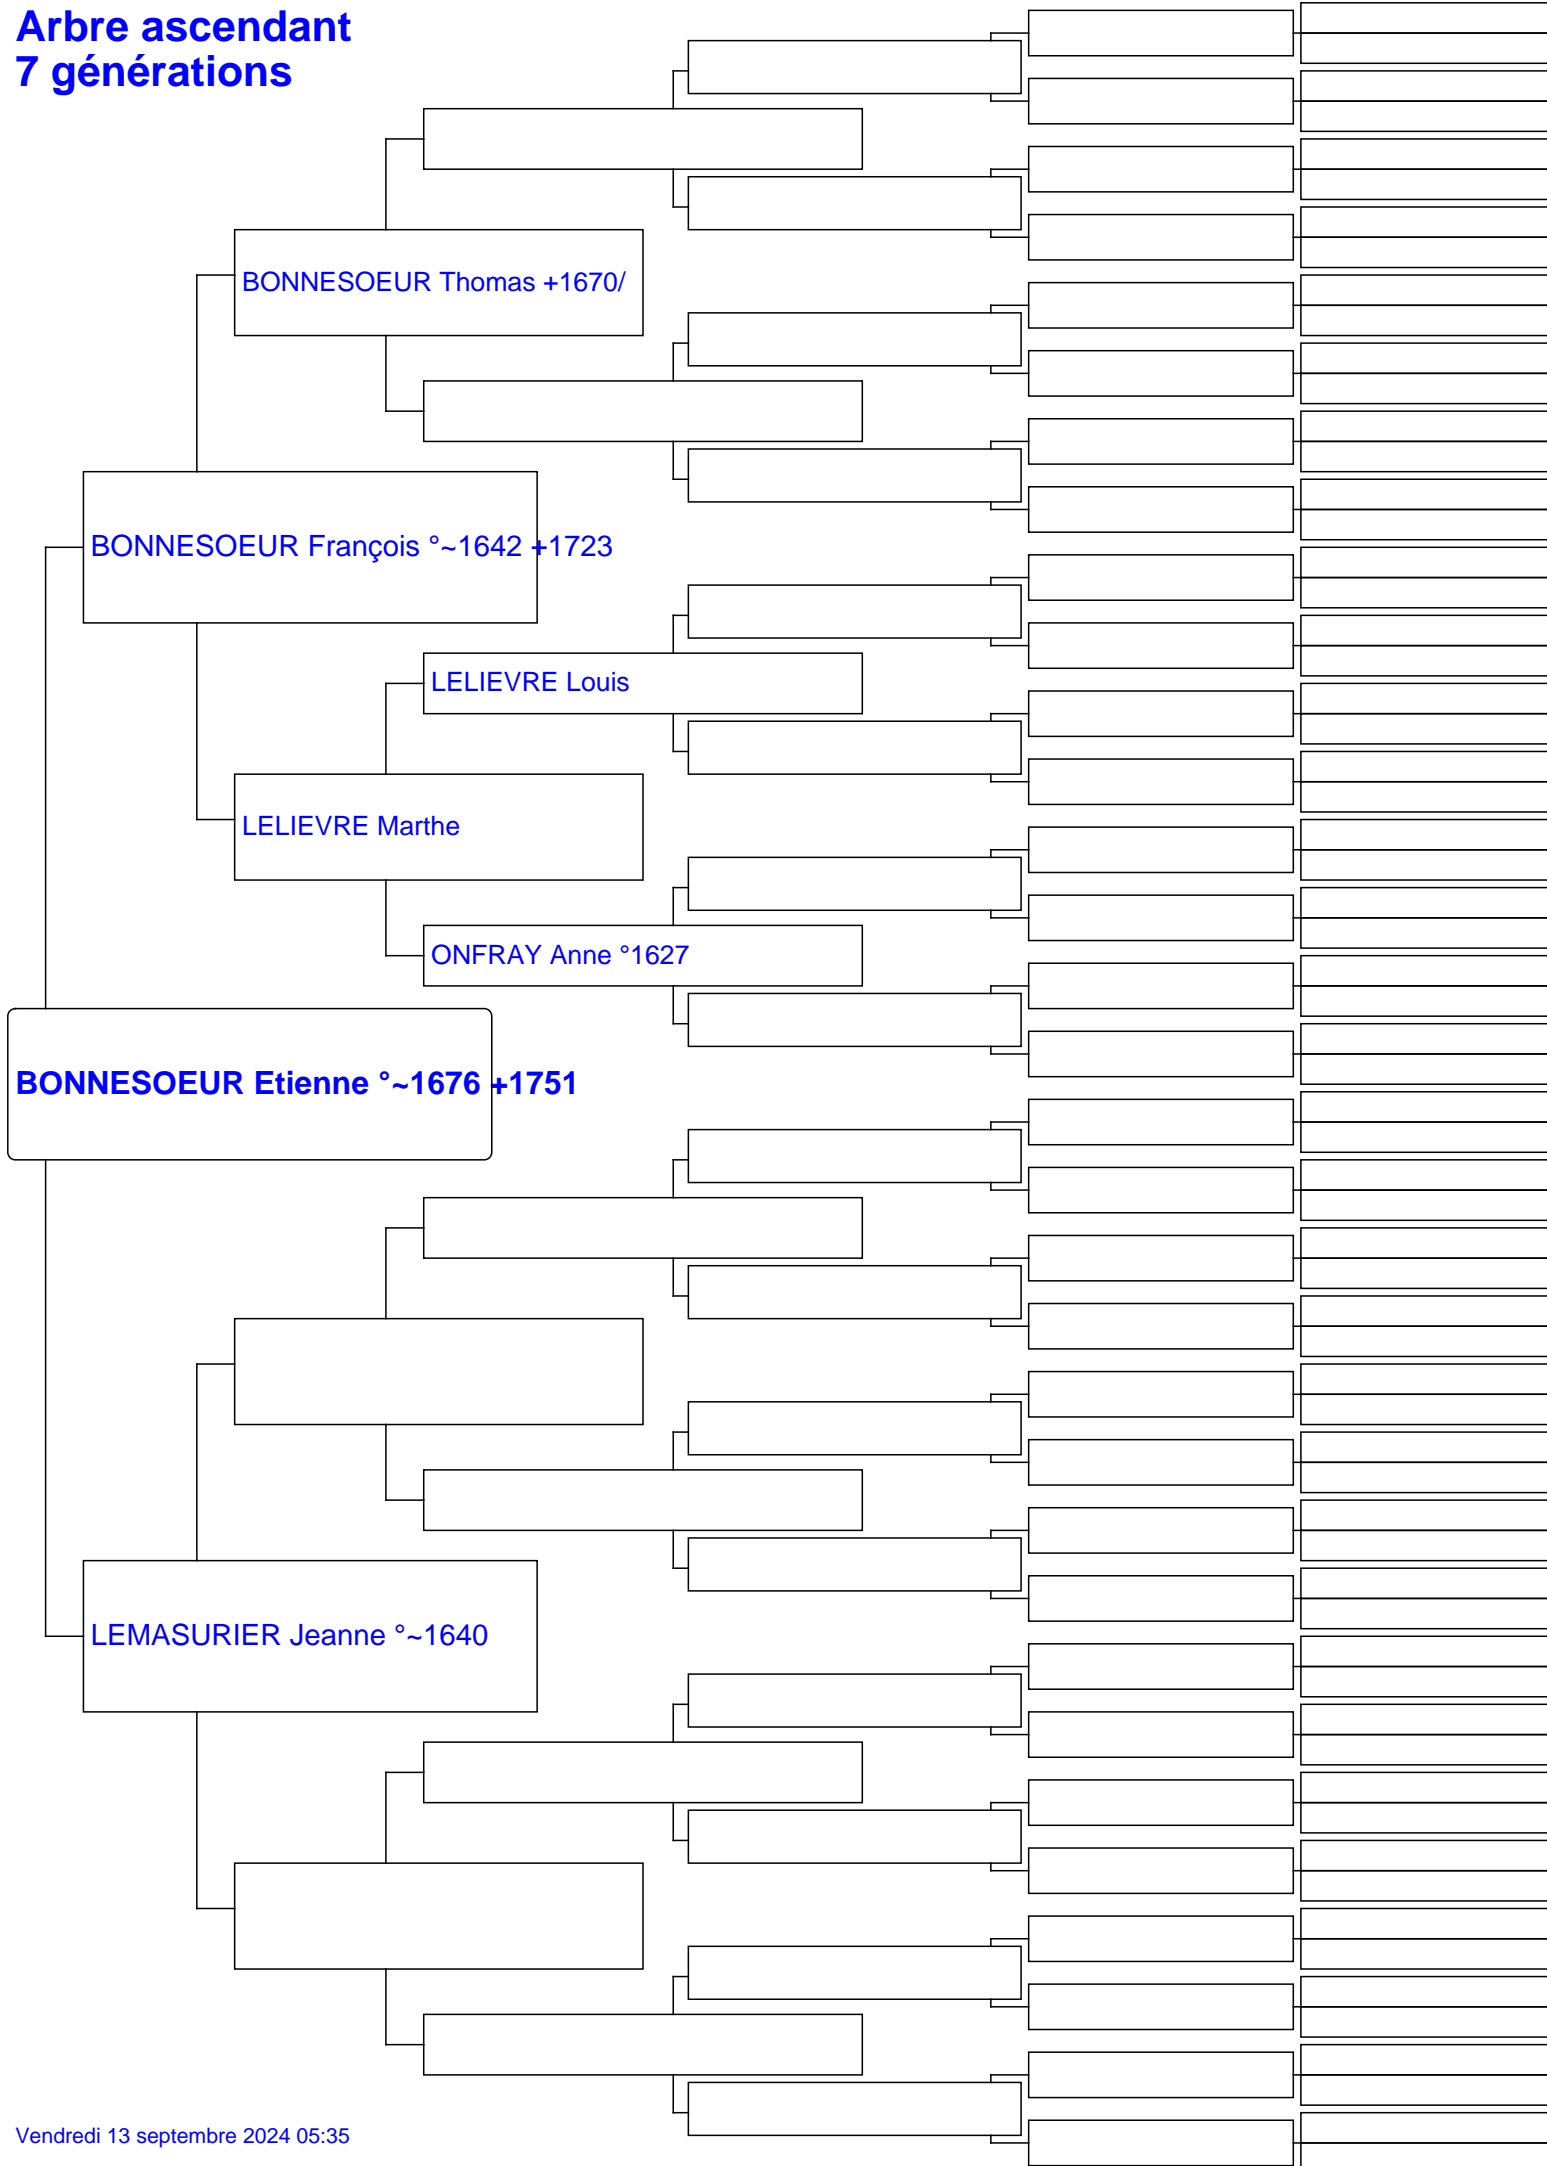 Arbre ascendant
7 générations
BONNESOEUR Thomas +1670/
BONNESOEUR François °~1642 +1723
LELIEVRE Louis
LELIEVRE Marthe
ONFRAY Anne °1627
BONNESOEUR Etienne °~1676 +1751
LEMASURIER Jeanne °~1640
Vendredi 13 septembre 2024 05:35